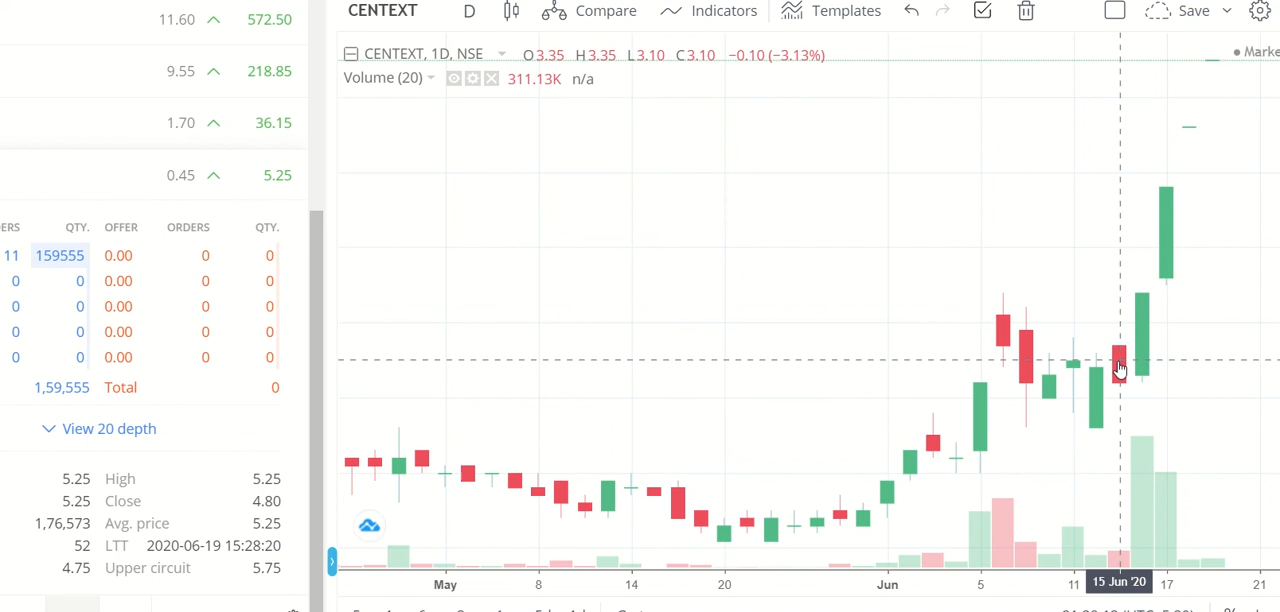 CENTEXT D Compare Indicators Templates Save
11.60 572.50
9.55 218.85
1.70 36.15
0.45 5.25
CENTEXT, 1D, NSE O3.35 H3.35 L3.10 C3.10 −0.10 (−3.13%) Marke
Volume (20) 311.13K n/a
ERS QTY. OFFER ORDERS QTY.
11 159555 0.00 0 0
0 0 0.00 0 0
0 0 0.00 0 0
0 0 0.00 0 0
0 0 0.00 0 0
1,59,555 Total 0
View 20 depth
5.25 High 5.25
5.25 Close 4.80
1,76,573 Avg. price 5.25
52 LTT 2020-06-19 15:28:20
4.75 Upper circuit 5.75
May 8 14 20 Jun 5 11 15 Jun '20 17 21